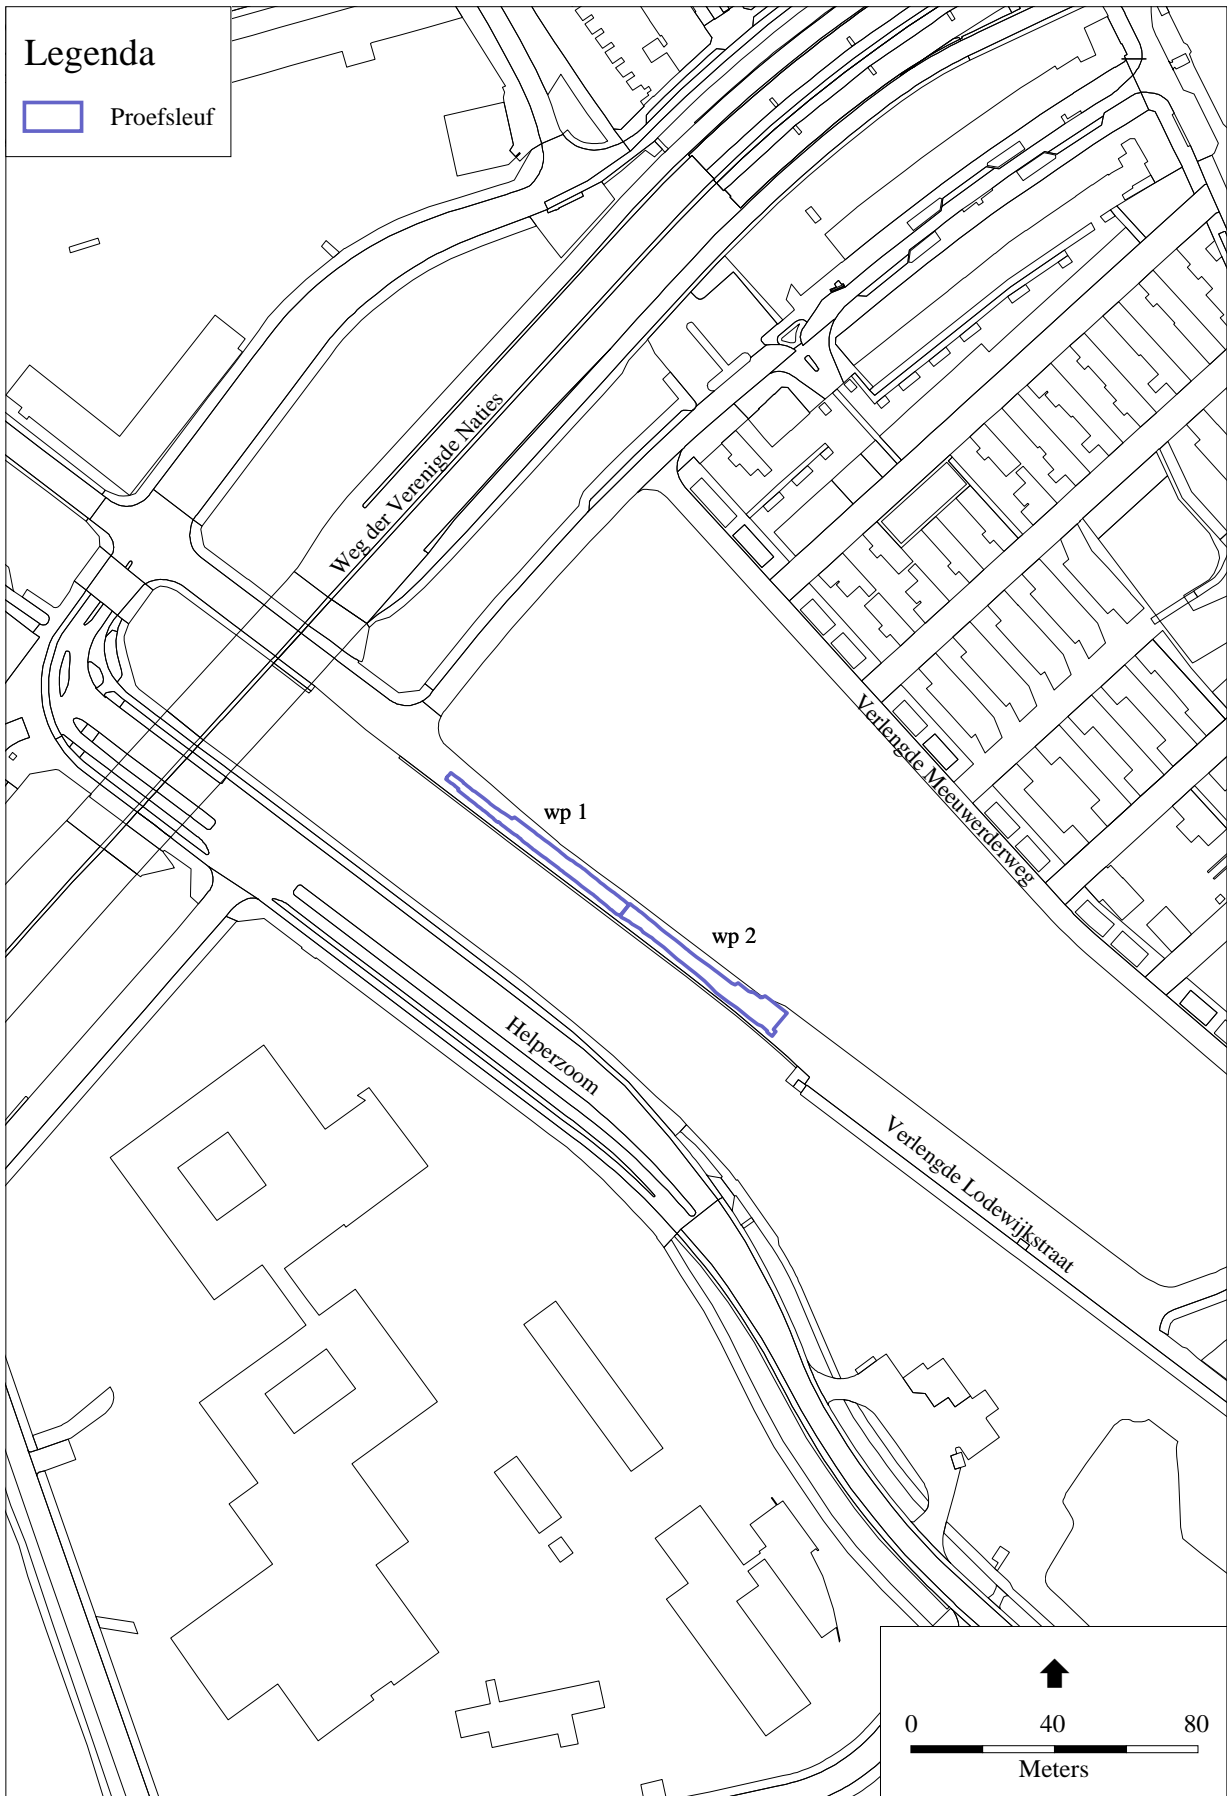 Legenda
Proefsleuf
Weg der Verenigde Naties
Verlengde Meeuwerderweg
wp 1
wp 2
Helperzoom
Verlengde Lodewijkstraat
0 40 80
Meters